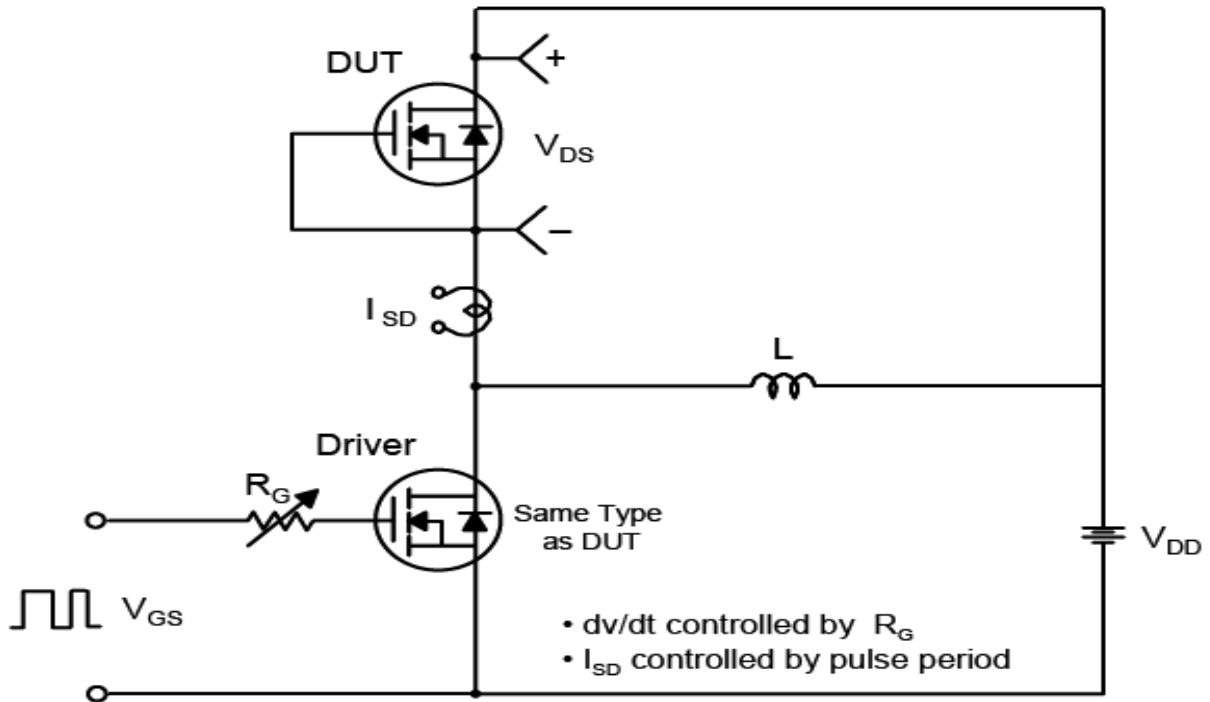 DUT
+
VDS
–
I SD
L
Driver
RG
Same Type
as DUT
VDD
VGS
• dv/dt controlled by RG
• ISD controlled by pulse period